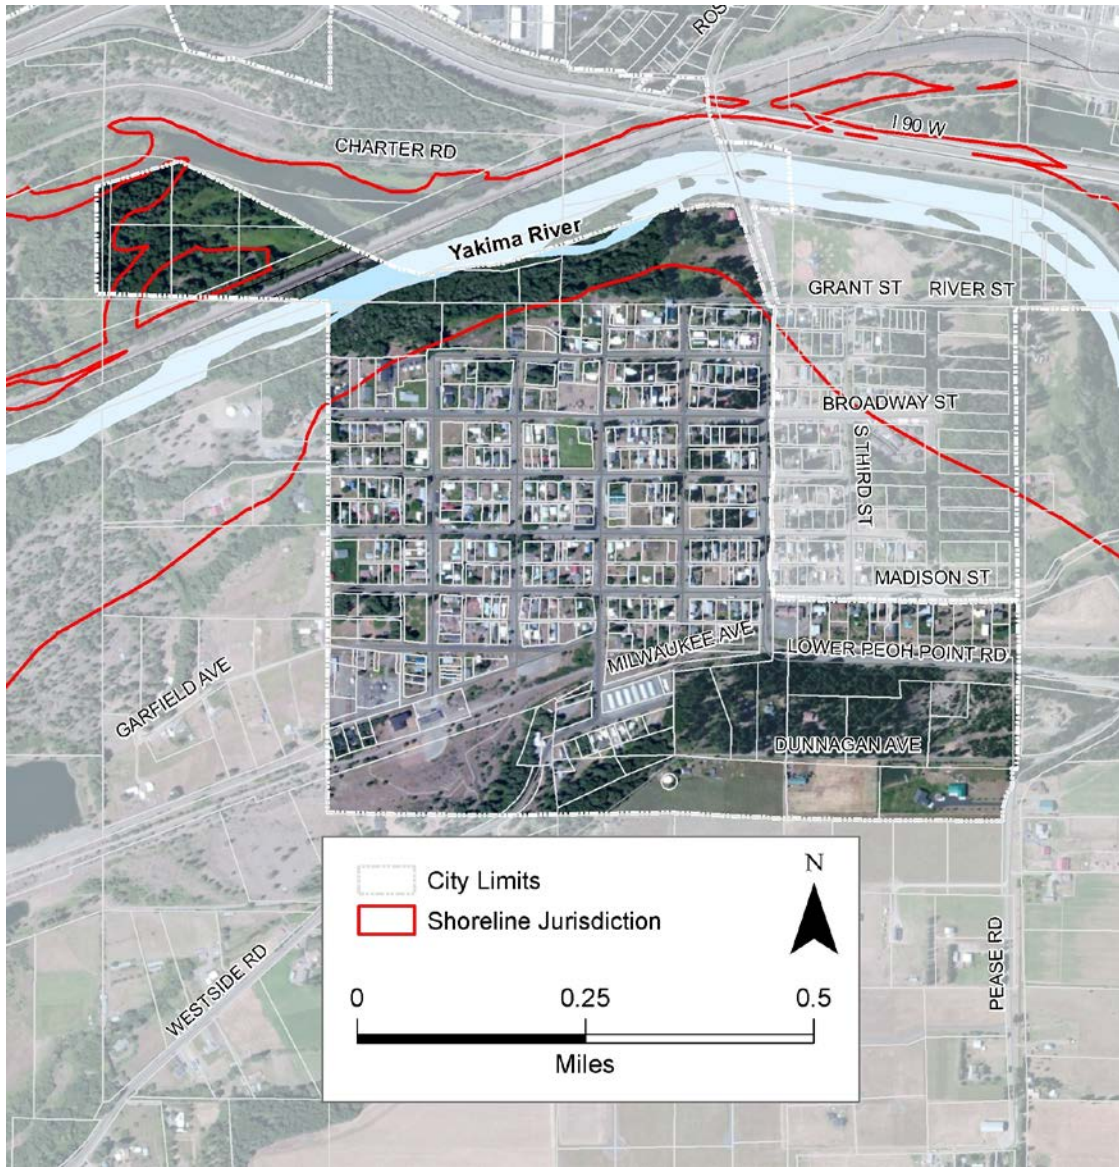 ROS
CHARTER RD
I 90 W
Yakima River
GRANT ST
RIVER ST
BROADWAY ST
S THIRD ST
MADISON ST
MILWAUKEE AVE
LOWER PEOH POINT RD
GARFIELD AVE
DUNNAGAN AVE
City Limits
Shoreline Jurisdiction
N
0
0.25
0.5
Miles
WESTSIDE RD
PEASE RD